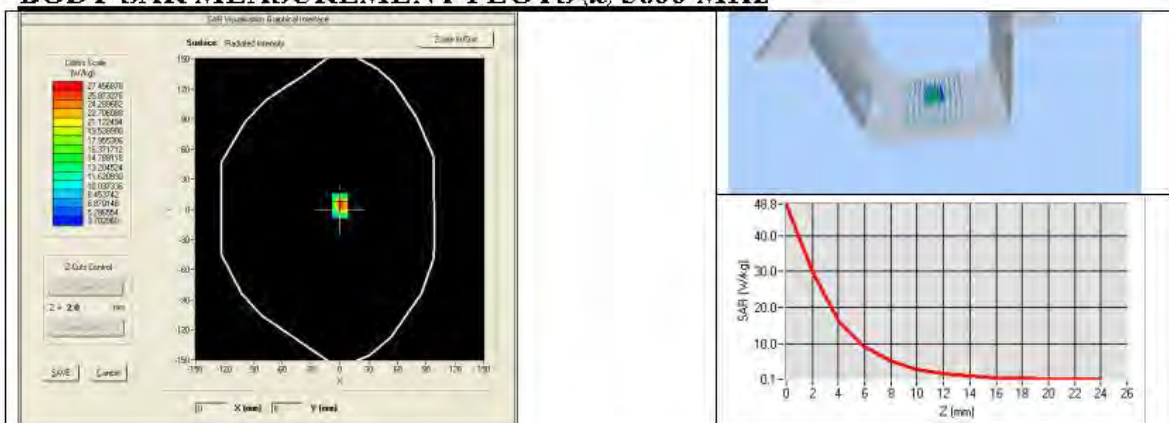 BODY SAR MEASUREMENT PLOTS @ 5600 MHz
SAR Visualisation Graphical Interface
Surface Radiated Intensity
Zoom In/Out
Colors Scale
(W/kg)
27.456870
25.873276
24.289682
22.706088
21.122494
19.538900
17.955306
16.371712
14.788118
13.204524
11.620930
10.037336
8.453742
6.870148
5.286554
3.702960
Z Cuts Control
Z = 2.0 mm
SAVE
Cancel
150
120
90
60
30
0
-30
-60
-90
-120
-150
-150 -120 -90 -60 -30 0 30 60 90 120 150
X
X (mm)
Y (mm)
48.8
40.0
30.0
20.0
10.0
0.1
SAR (W/kg)
0 2 4 6 8 10 12 14 16 18 20 22 24 26
Z (mm)